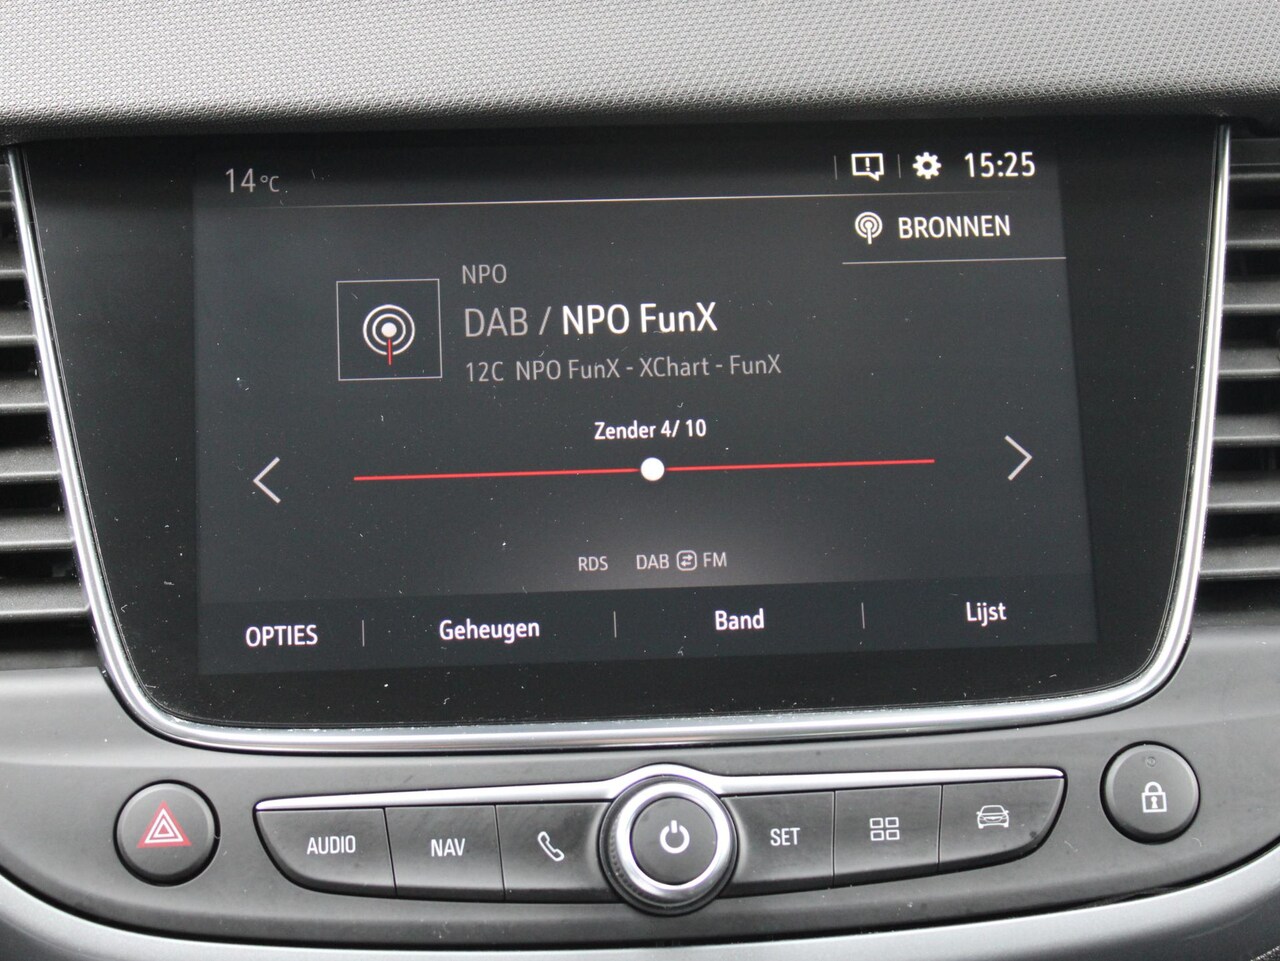 14 °C
15:25
BRONNEN
NPO
DAB / NPO FunX
12C NPO FunX - XChart - FunX
Zender 4/ 10
RDS DAB FM
OPTIES Geheugen Band Lijst
AUDIO NAV SET